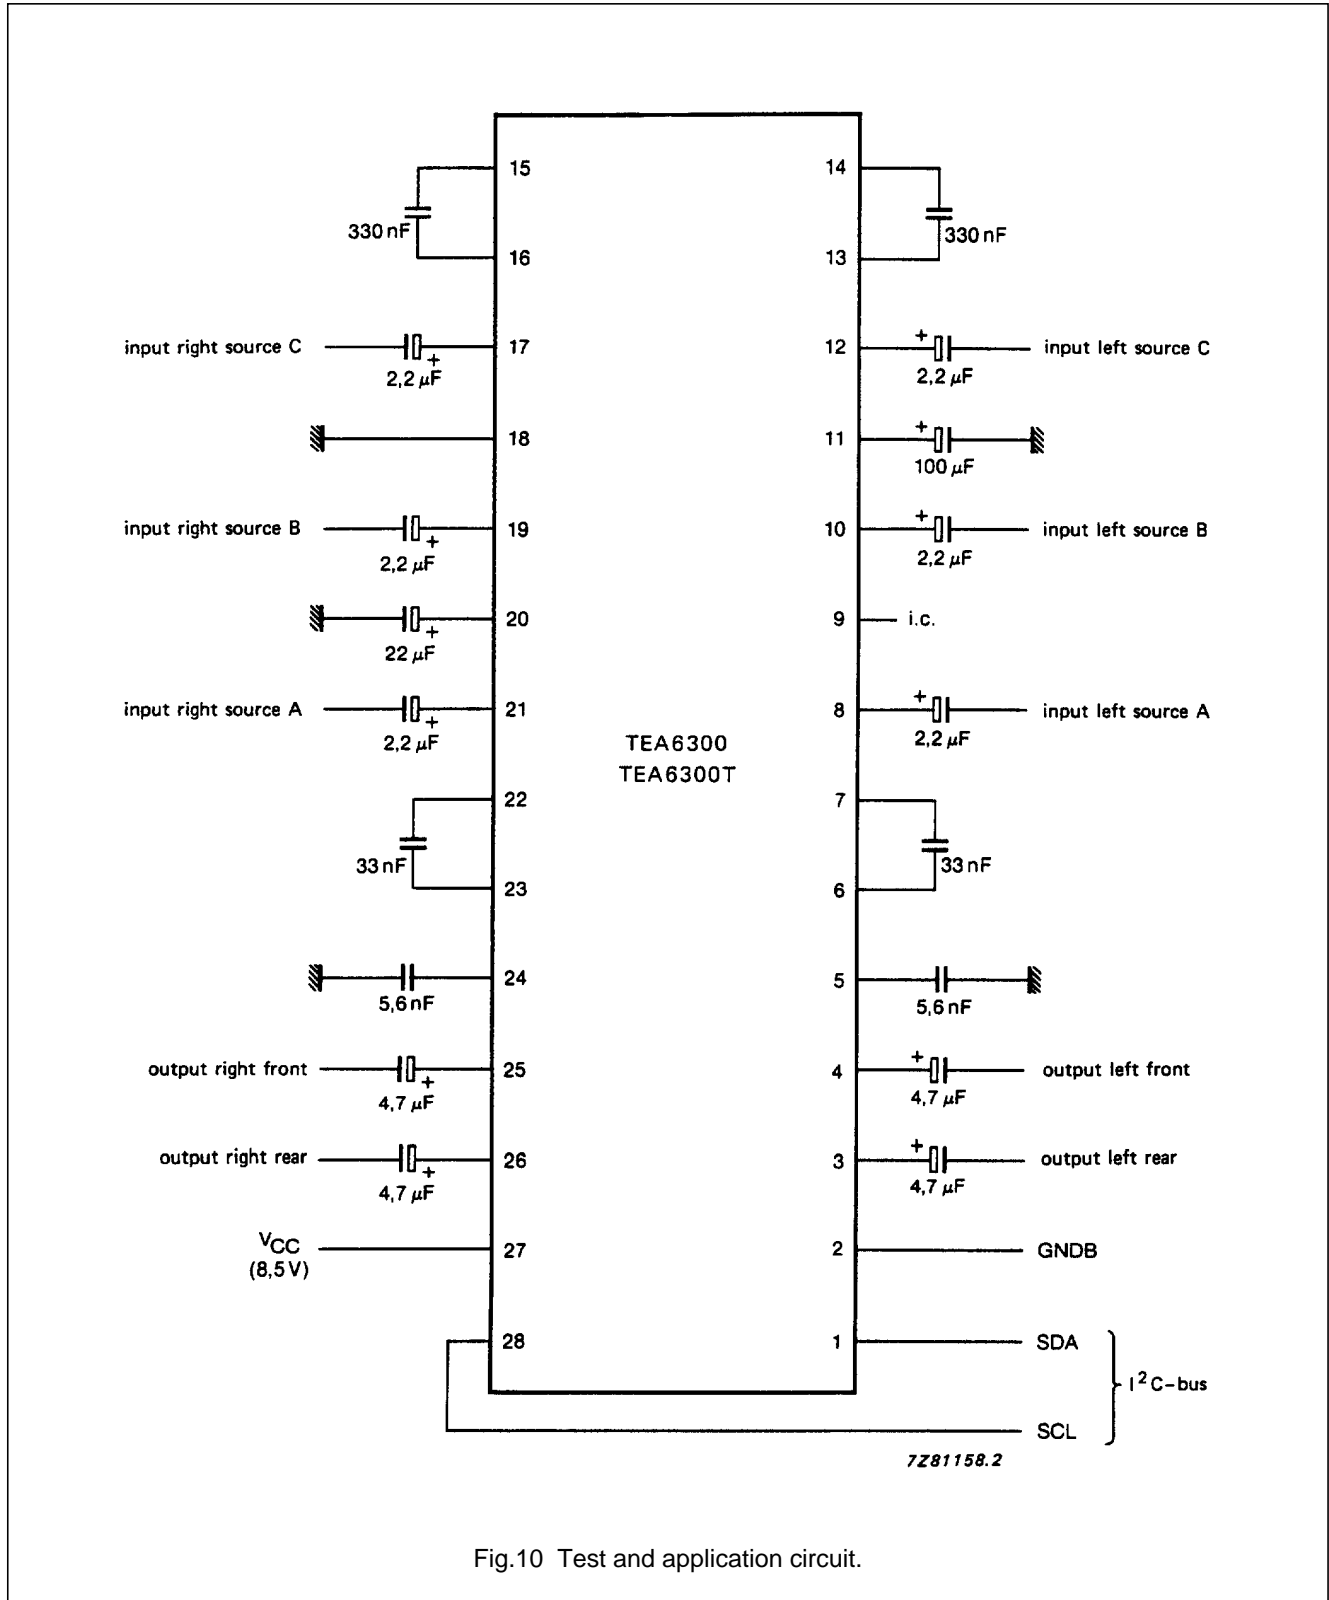 15 14
330 nF 330 nF
16 13
input right source C 17 12 + input left source C
+
2,2 µF 2,2 µF
18 11 +
100 µF
input right source B 19 10 + input left source B
+
2,2 µF 2,2 µF
20 9 i.c.
+
22 µF
input right source A 21 8 + input left source A
+
2,2 µF 2,2 µF
TEA6300
TEA6300T
22 7
33 nF 33 nF
23 6
24 5
5,6 nF 5,6 nF
output right front 25 4 + output left front
+
4,7 µF 4,7 µF
output right rear 26 3 + output left rear
+
4,7 µF 4,7 µF
VCC 27 2 GNDB
(8,5 V)
28 1 SDA
I²C-bus
SCL
7Z81158.2
Fig.10 Test and application circuit.